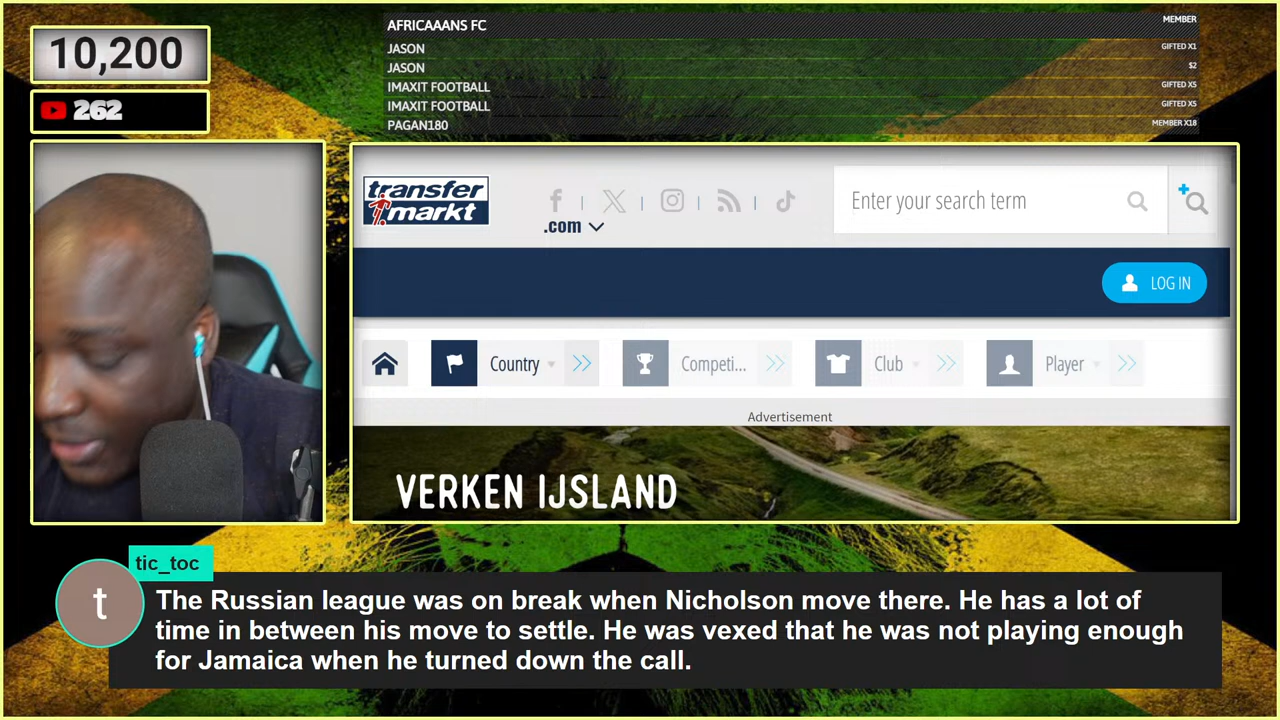 10,200
262
AFRICAAANS FC MEMBER
JASON GIFTED X1
JASON $2
IMAXIT FOOTBALL GIFTED X5
IMAXIT FOOTBALL GIFTED X5
PAGAN180 MEMBER X18
transfer
markt
.com
Enter your search term
LOG IN
Country Competi... Club Player
Advertisement
VERKEN IJSLAND
tic_toc
t
The Russian league was on break when Nicholson move there. He has a lot of
time in between his move to settle. He was vexed that he was not playing enough
for Jamaica when he turned down the call.